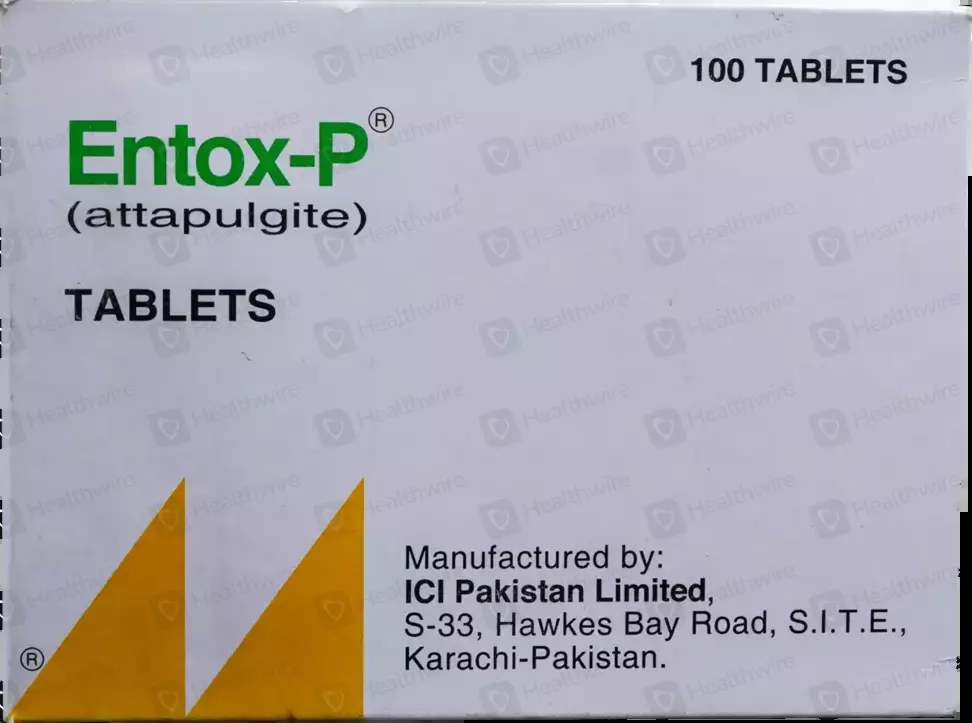 100 TABLETS
Entox-P®
(attapulgite)
TABLETS
Manufactured by:
ICI Pakistan Limited,
S-33, Hawkes Bay Road, S.I.T.E.,
Karachi-Pakistan.
®
Healthwire